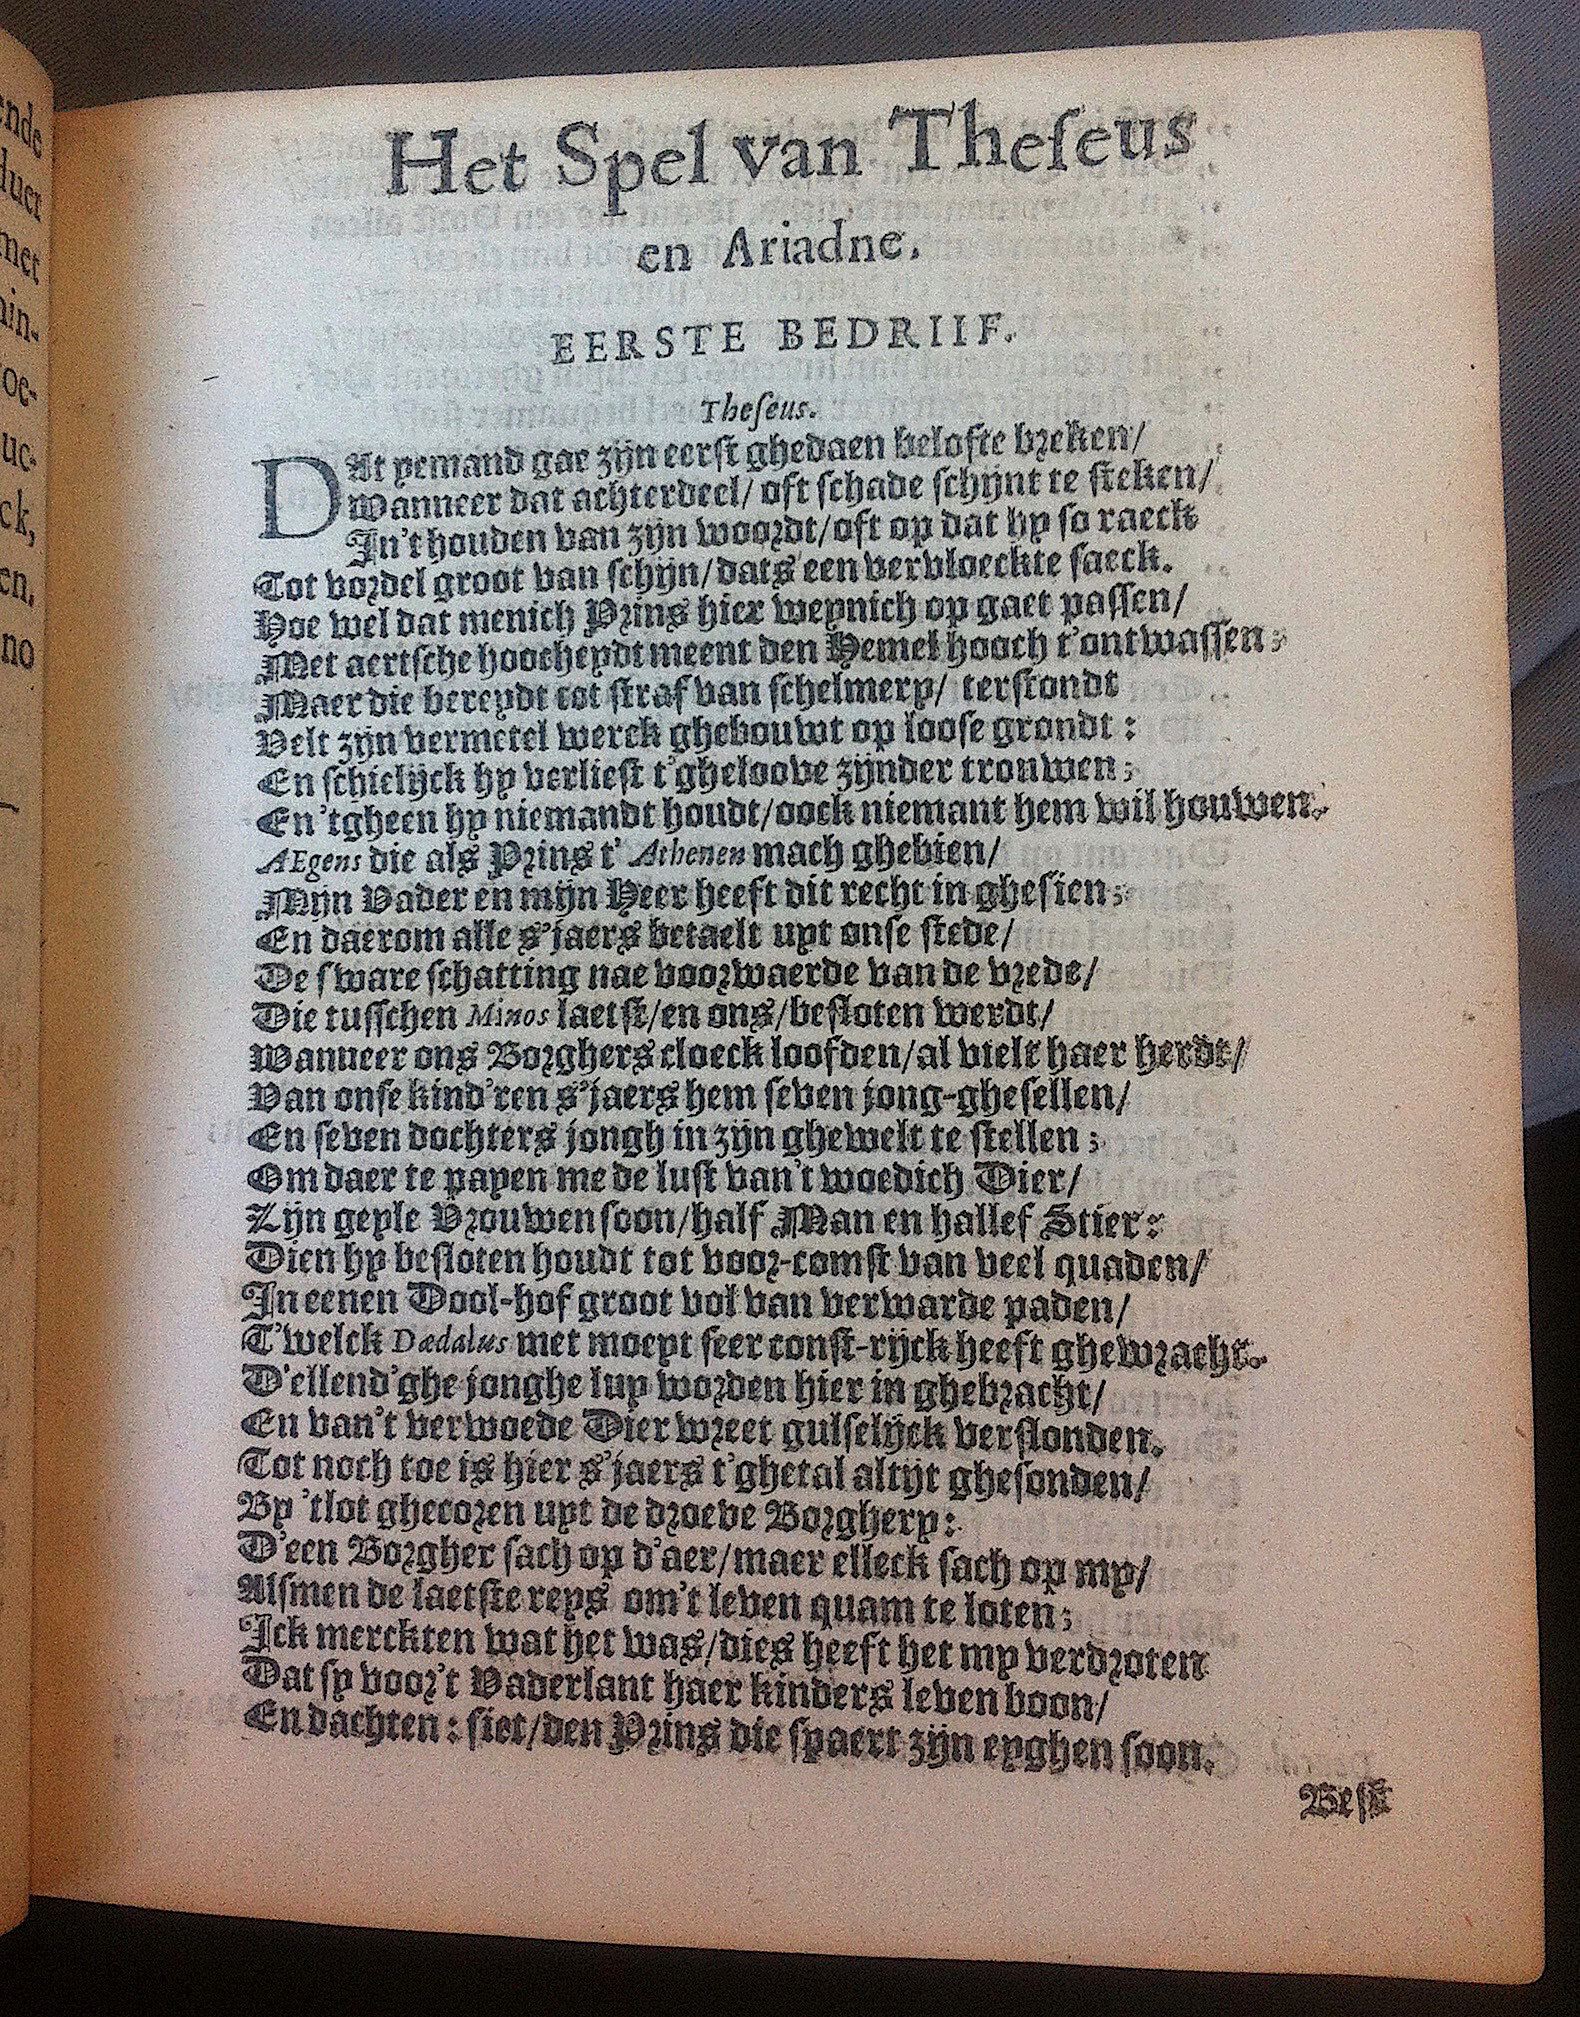 Het Spel van Theſeus
en Ariadne.
EERSTE BEDRIIF.
Theſeus.
DAt yemand gae zijn eerſt ghedaen belofte breken/
Wanneer dat achterdeel/ oft ſchade ſchijnt te ſteken/
In't houden van zijn woordt/oft op dat hy ſo raeck
Tot vordel groot van ſchijn/dats een vervloeckte ſaeck.
Hoe wel dat menich Prins hier weynich op gaet paſſen/
Met aertſche hoocheydt meent den Hemel hooch t'ontwaſſen;
Maer die bereydt tot ſtraf van ſchelmery/ terſtondt
Velt zijn vermetel werck ghebouwt op looſe grondt:
En ſchielijck hy verlieſt t'gheloove zijnder trouwen;
En 'tgheen hy niemandt houdt/oock niemant hem wil houwen.
AEgens die als Prins t' Athenen mach ghebien/
Mijn Vader en mijn Heer heeft dit recht in gheſien;
En daerom alle s'jaers betaelt uyt onſe ſtede/
De ſware ſchatting nae voorwaerde van de vrede/
Die tuſſchen Minos laetſt/en ons/beſloten werdt/
Wanneer ons Borghers cloeck loofden/al vielt haer herdt/
Van onſe kind'ren s'jaers hem ſeven jong-gheſellen/
En ſeven dochters jongh in zijn ghewelt te ſtellen;
Om daer te payen me de luſt van't woedich Dier/
Zijn geyle Vrouwen ſoon/half Man en hallef Stier:
Dien hy beſloten houdt tot voor-comſt van veel quaden/
In eenen Dool-hof groot vol van verwarde paden/
T'welck Dædalus met moeyt ſeer conſt-rijck heeft ghewracht.
D'ellend'ghe jonghe luy worden hier in ghebracht/
En van't verwoede Dier wreet gulſelijck verſlonden.
Tot noch toe is hier s'jaers t'ghetal altijt gheſonden/
By 'tlot ghecoren uyt de droeve Borghery:
D'een Borgher ſach op d'aer/maer elleck ſach op my/
Alſmen de laetſte reys om't leven quam te loten;
Ick merckten wat het was/dies heeft het my verdroten
Dat ſy voor't Vaderlant haer kinders leven boon/
En dachten: ſiet/den Prins die ſpaert zijn eyghen ſoon.